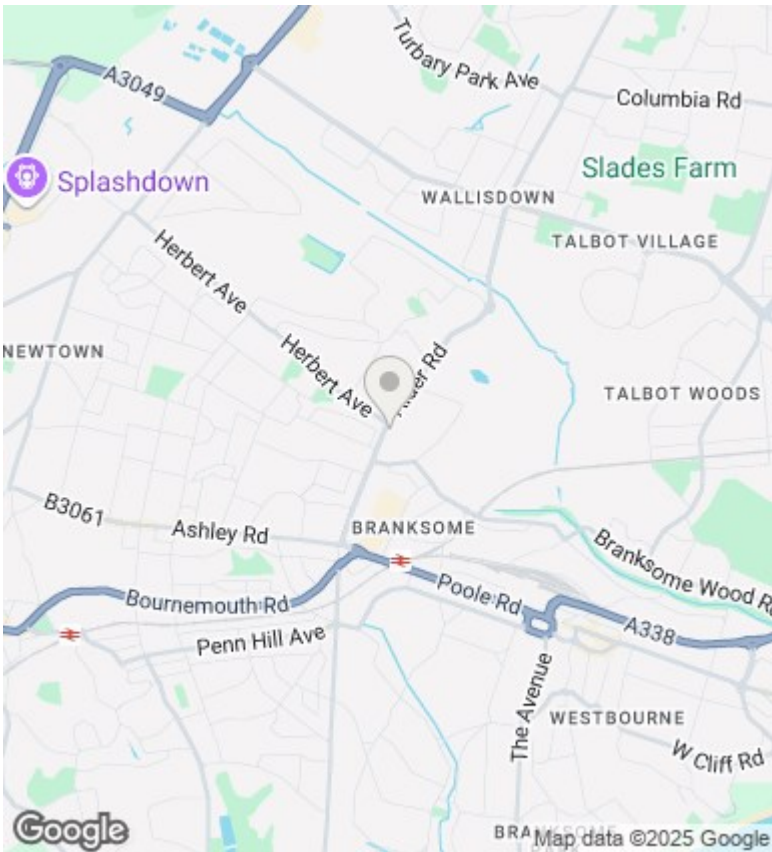 Turbary Park Ave
A3049
Columbia Rd
Splashdown
Slades Farm
WALLISDOWN
TALBOT VILLAGE
Herbert Ave
NEWTOWN
Herbert Ave
Rd
TALBOT WOODS
B3061
Ashley Rd
BRANKSOME
Branksome Wood
Bournemouth Rd
Poole Rd
A338
Penn Hill Ave
The Avenue
WESTBOURNE
W Cliff Rd
Google
Map data ©2025 Google